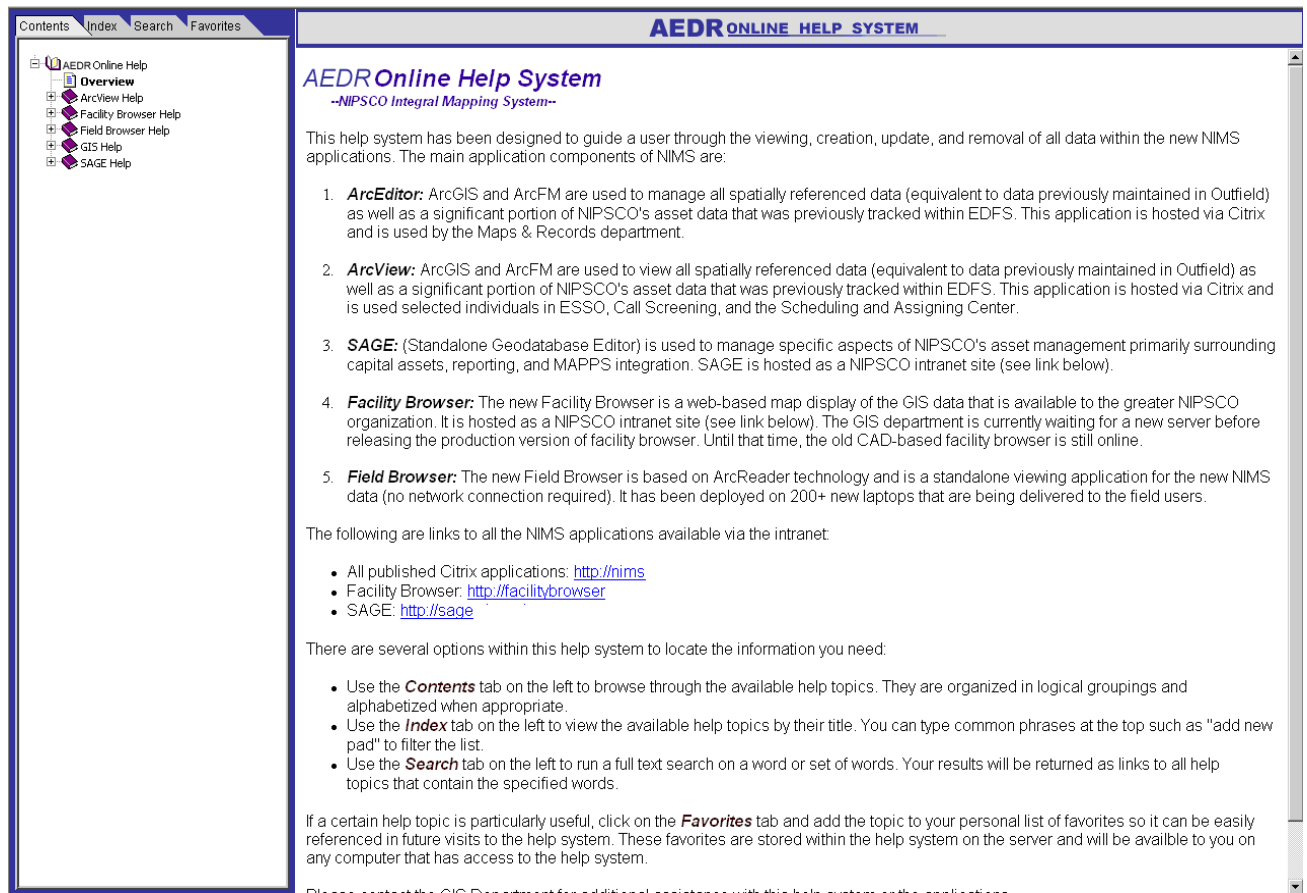 Contents Index Search Favorites
AEDR Online Help
Overview
ArcView Help
Facility Browser Help
Field Browser Help
GIS Help
SAGE Help
AEDR ONLINE HELP SYSTEM
AEDR Online Help System
--NIPSCO Integral Mapping System--
This help system has been designed to guide a user through the viewing, creation, update, and removal of all data within the new NIMS
applications. The main application components of NIMS are:
1. ArcEditor: ArcGIS and ArcFM are used to manage all spatially referenced data (equivalent to data previously maintained in Outfield)
as well as a significant portion of NIPSCO's asset data that was previously tracked within EDFS. This application is hosted via Citrix
and is used by the Maps & Records department.
2. ArcView: ArcGIS and ArcFM are used to view all spatially referenced data (equivalent to data previously maintained in Outfield) as
well as a significant portion of NIPSCO's asset data that was previously tracked within EDFS. This application is hosted via Citrix and
is used selected individuals in ESSO, Call Screening, and the Scheduling and Assigning Center.
3. SAGE: (Standalone Geodatabase Editor) is used to manage specific aspects of NIPSCO's asset management primarily surrounding
capital assets, reporting, and MAPPS integration. SAGE is hosted as a NIPSCO intranet site (see link below).
4. Facility Browser: The new Facility Browser is a web-based map display of the GIS data that is available to the greater NIPSCO
organization. It is hosted as a NIPSCO intranet site (see link below). The GIS department is currently waiting for a new server before
releasing the production version of facility browser. Until that time, the old CAD-based facility browser is still online.
5. Field Browser: The new Field Browser is based on ArcReader technology and is a standalone viewing application for the new NIMS
data (no network connection required). It has been deployed on 200+ new laptops that are being delivered to the field users.
The following are links to all the NIMS applications available via the intranet:
• All published Citrix applications: http://nims
• Facility Browser: http://facilitybrowser
• SAGE: http://sage
There are several options within this help system to locate the information you need:
• Use the Contents tab on the left to browse through the available help topics. They are organized in logical groupings and
alphabetized when appropriate.
• Use the Index tab on the left to view the available help topics by their title. You can type common phrases at the top such as "add new
pad" to filter the list.
• Use the Search tab on the left to run a full text search on a word or set of words. Your results will be returned as links to all help
topics that contain the specified words.
If a certain help topic is particularly useful, click on the Favorites tab and add the topic to your personal list of favorites so it can be easily
referenced in future visits to the help system. These favorites are stored within the help system on the server and will be availble to you on
any computer that has access to the help system.
Please contact the GIS Department for additional assistance with this help system or the applications.